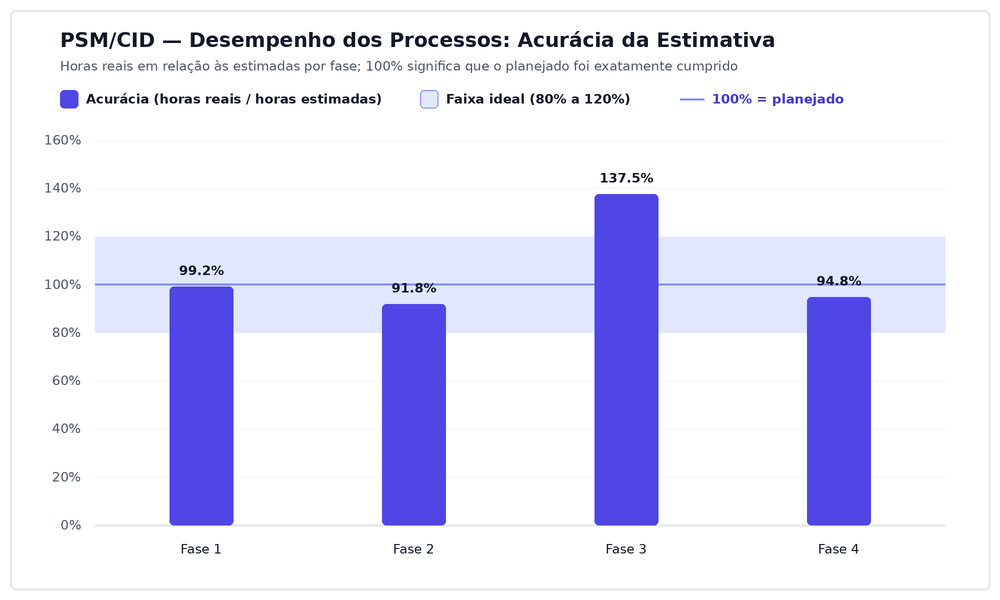 PSM/CID — Desempenho dos Processos: Acurácia da Estimativa
Horas reais em relação às estimadas por fase; 100% significa que o planejado foi exatamente cumprido
Acurácia (horas reais / horas estimadas)
Faixa ideal (80% a 120%)
100% = planejado
160%
140%
120%
100%
80%
60%
40%
20%
0%
99.2%
91.8%
137.5%
94.8%
Fase 1
Fase 2
Fase 3
Fase 4